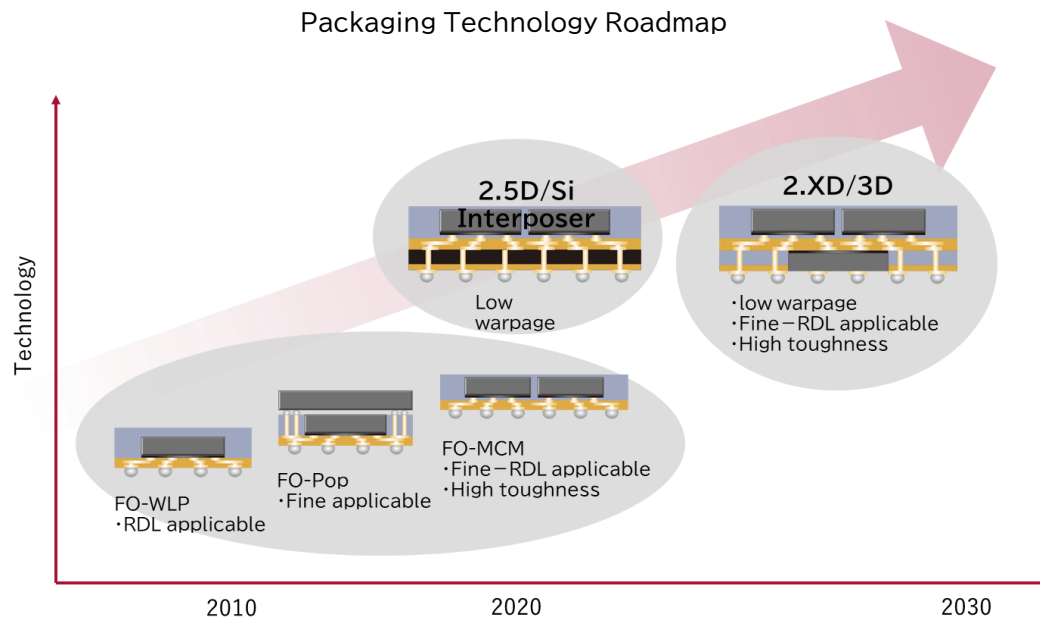 Packaging Technology Roadmap
Technology
2.5D/Si
Interposer
Low
warpage
2.XD/3D
・low warpage
・Fine－RDL applicable
・High toughness
FO-WLP
・RDL applicable
FO-Pop
・Fine applicable
FO-MCM
・Fine－RDL applicable
・High toughness
2010
2020
2030